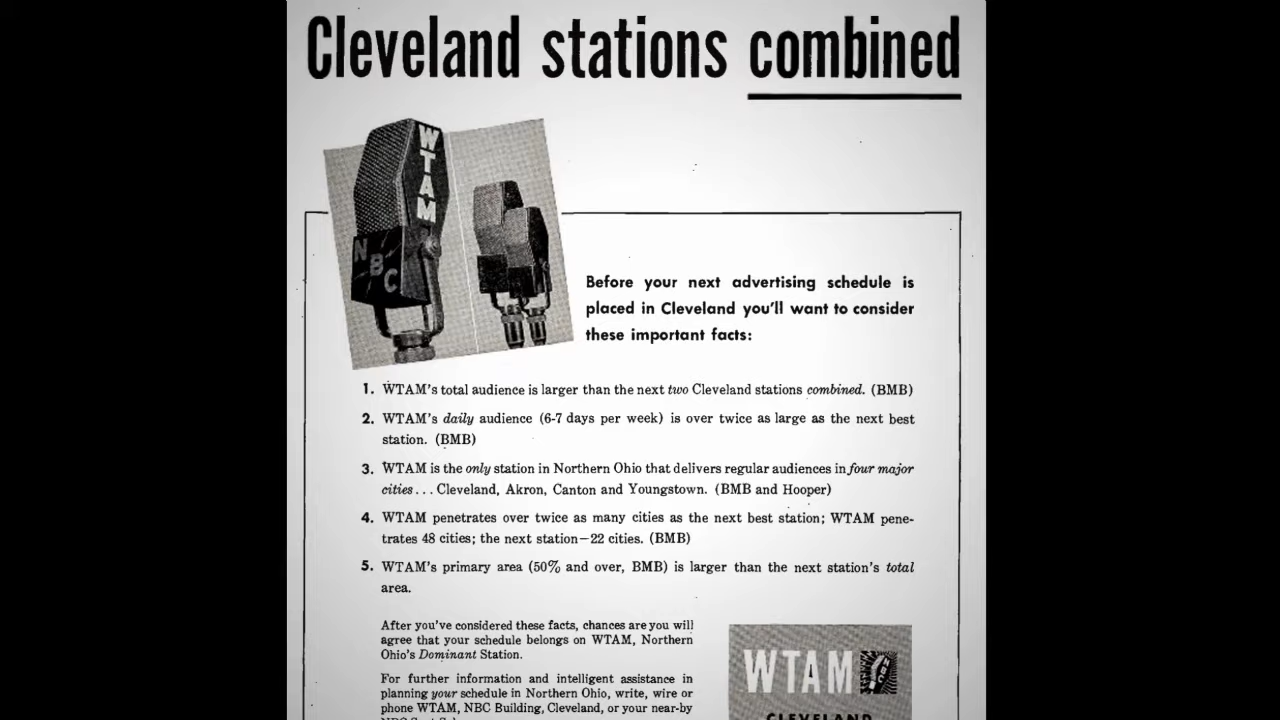 Cleveland stations combined
WTAM
NBC
Before your next advertising schedule is
placed in Cleveland you'll want to consider
these important facts:
1. WTAM's total audience is larger than the next two Cleveland stations combined. (BMB)
2. WTAM's daily audience (6-7 days per week) is over twice as large as the next best
station. (BMB)
3. WTAM is the only station in Northern Ohio that delivers regular audiences in four major
cities... Cleveland, Akron, Canton and Youngstown. (BMB and Hooper)
4. WTAM penetrates over twice as many cities as the next best station; WTAM pene-
trates 48 cities; the next station—22 cities. (BMB)
5. WTAM's primary area (50% and over, BMB) is larger than the next station's total
area.
After you've considered these facts, chances are you will
agree that your schedule belongs on WTAM, Northern
Ohio's Dominant Station.
For further information and intelligent assistance in
planning your schedule in Northern Ohio, write, wire or
phone WTAM, NBC Building, Cleveland, or your near-by
WTAM NBC
CLEVELAND